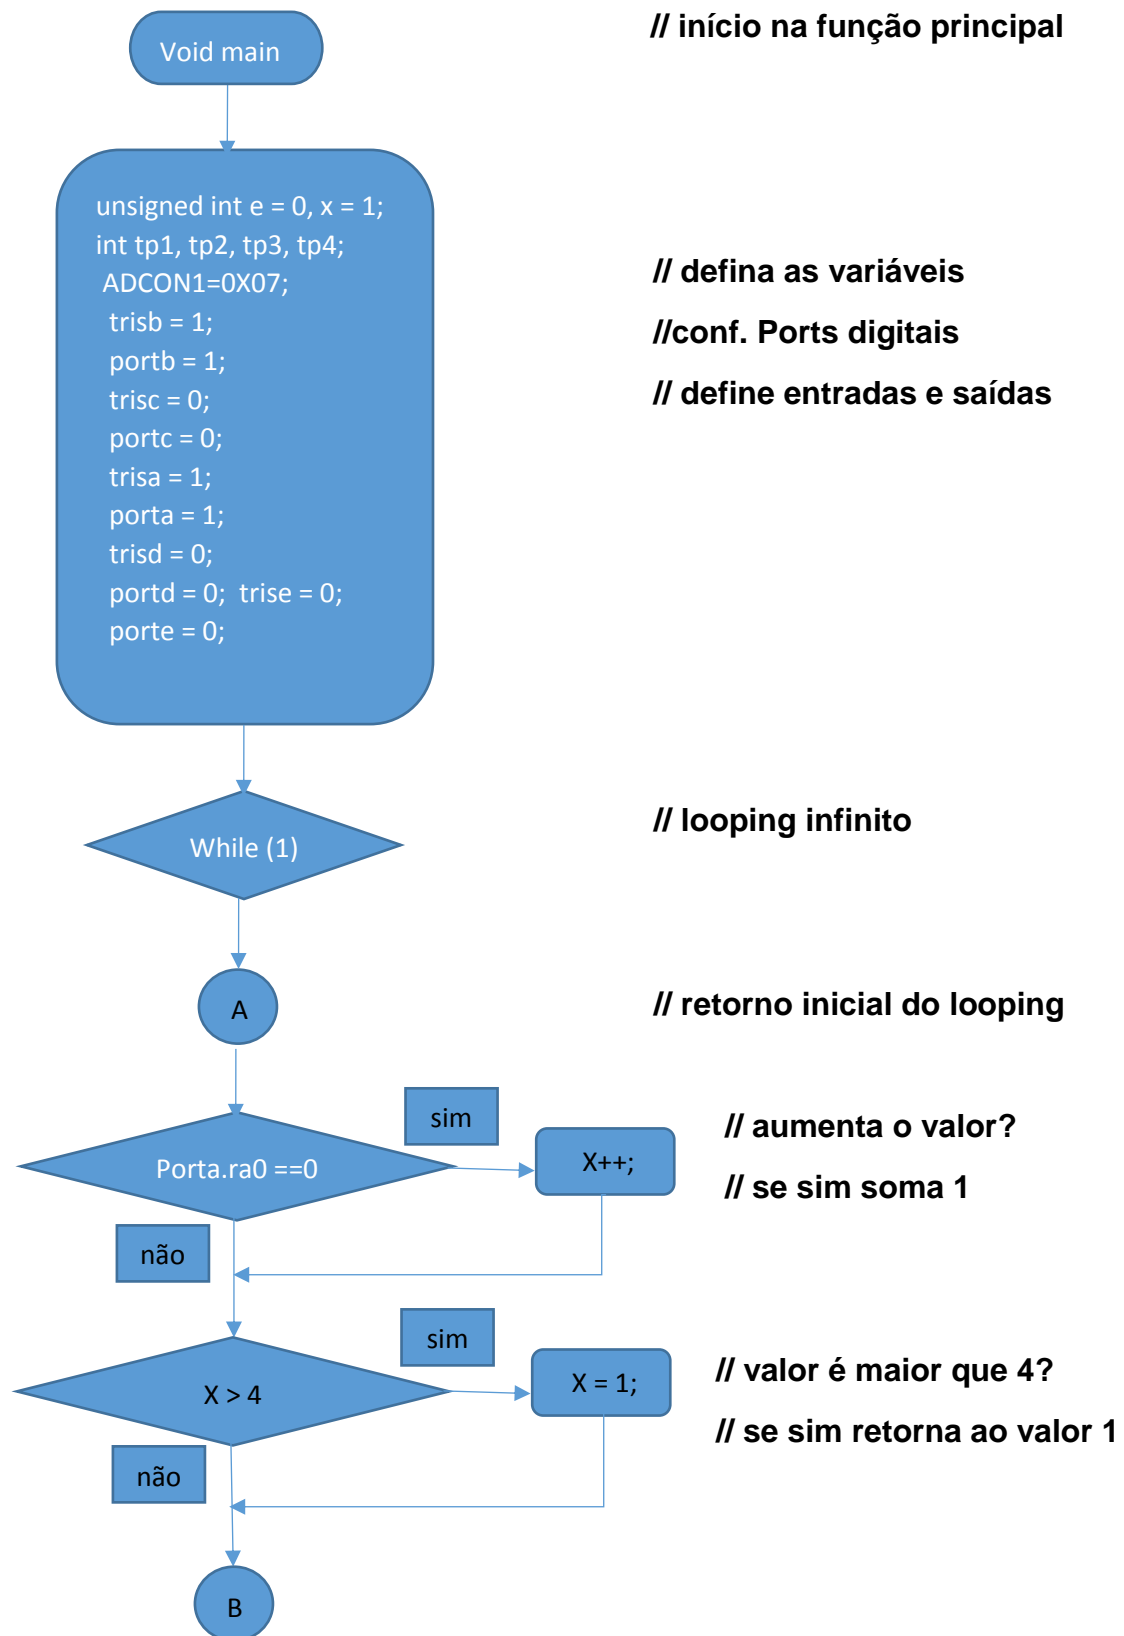 Void main
// início na função principal
unsigned int e = 0, x = 1;
int tp1, tp2, tp3, tp4;
ADCON1=0X07;
trisb = 1;
portb = 1;
trisc = 0;
portc = 0;
trisa = 1;
porta = 1;
trisd = 0;
portd = 0;  trise = 0;
porte = 0;
// defina as variáveis
//conf. Ports digitais
// define entradas e saídas
While (1)
// looping infinito
A
// retorno inicial do looping
Porta.ra0 ==0
sim
X++;
// aumenta o valor?
// se sim soma 1
não
X > 4
sim
X = 1;
// valor é maior que 4?
// se sim retorna ao valor 1
não
B